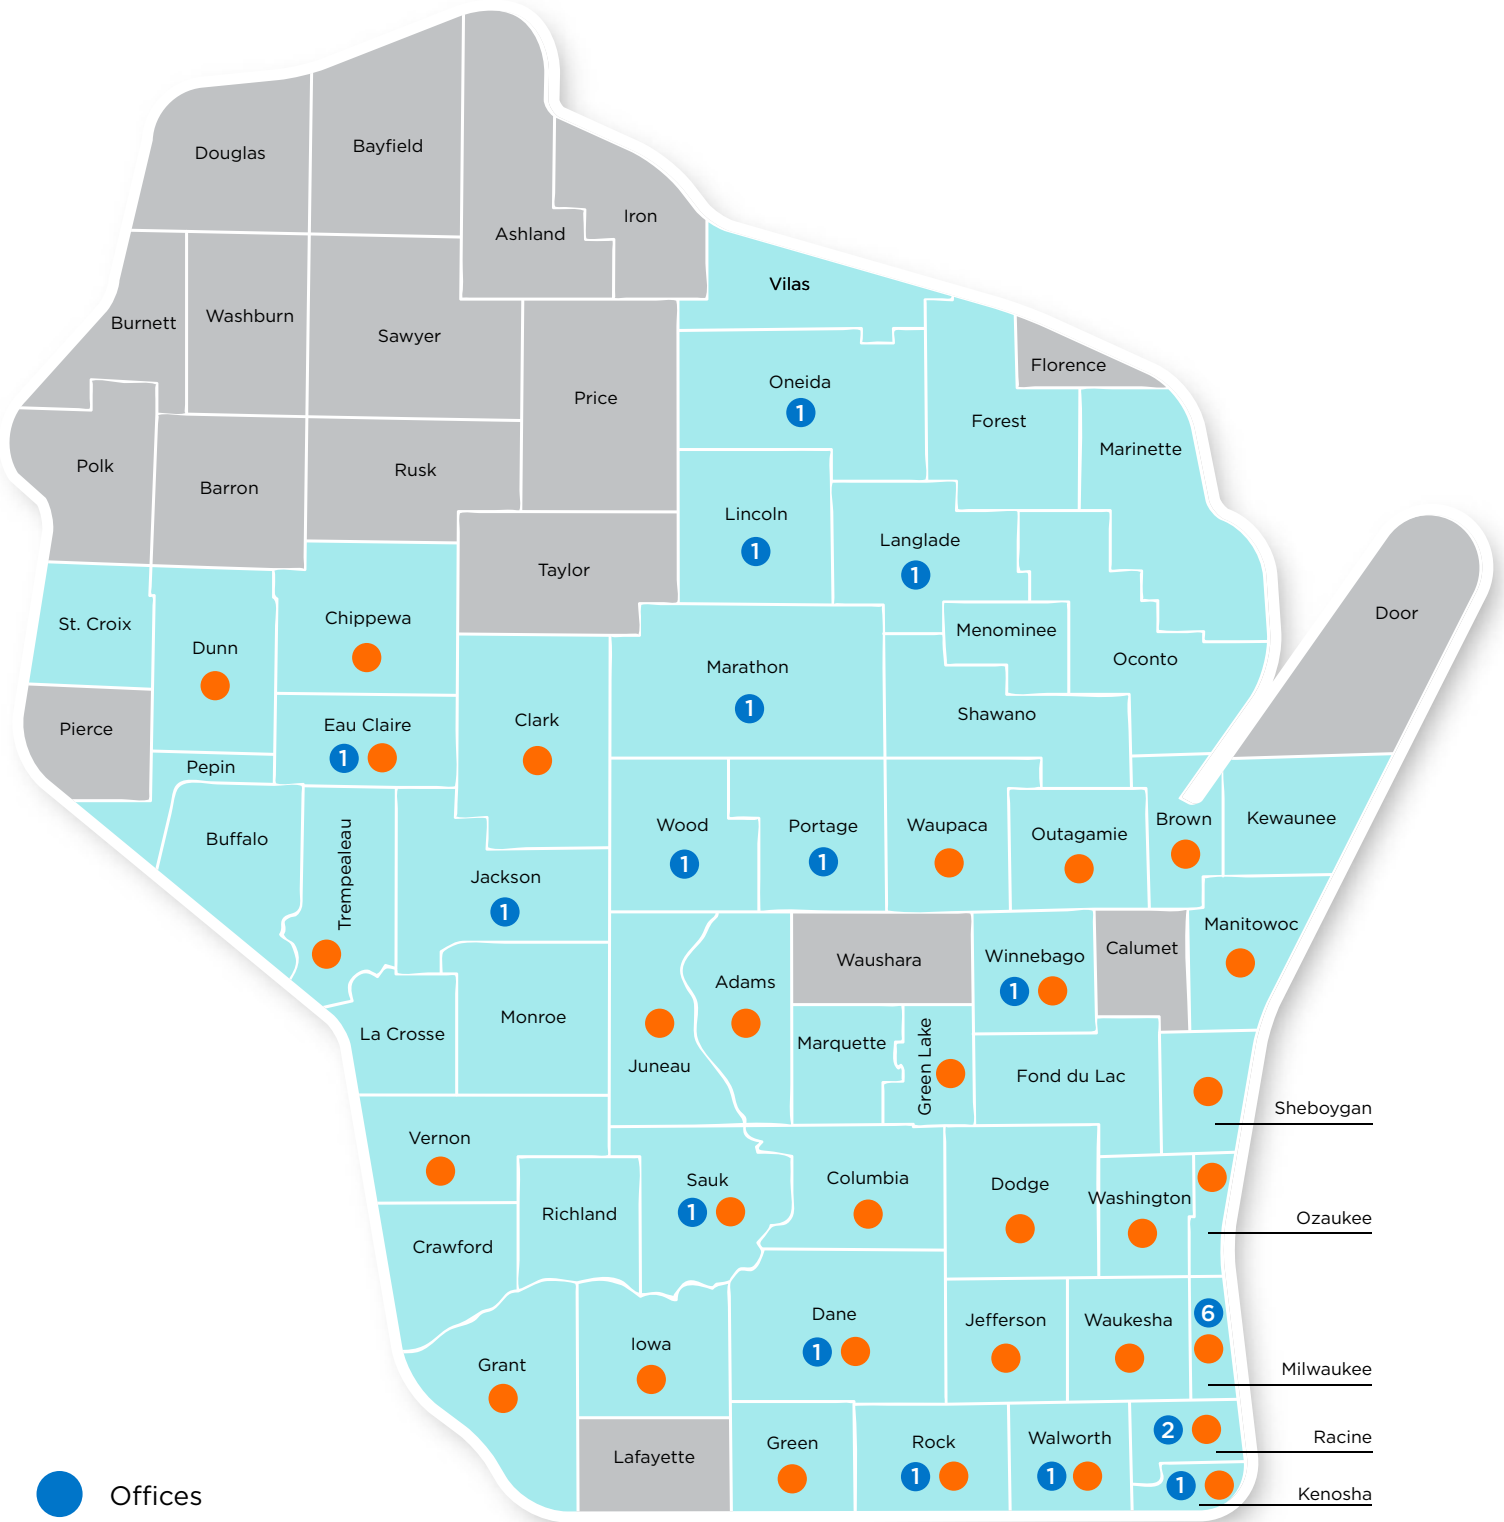 Douglas
Bayfield
Ashland
Iron
Vilas
Burnett
Washburn
Sawyer
Price
Florence
Oneida
1
Forest
Marinette
Polk
Barron
Rusk
Lincoln
1
Langlade
1
Taylor
Door
St. Croix
Dunn
Chippewa
Menominee
Oconto
Marathon
1
Shawano
Pierce
Eau Claire
1
Clark
Pepin
Buffalo
Trempealeau
Wood
1
Portage
1
Waupaca
Outagamie
Brown
Kewaunee
Jackson
1
Manitowoc
Waushara
Winnebago
1
Calumet
Adams
La Crosse
Monroe
Juneau
Marquette
Green Lake
Fond du Lac
Sheboygan
Vernon
Sauk
1
Columbia
Dodge
Washington
Richland
Crawford
Ozaukee
Dane
1
Jefferson
Waukesha
6
Milwaukee
Iowa
Grant
Lafayette
Green
Rock
1
Walworth
1
2
Racine
1
Kenosha
Offices